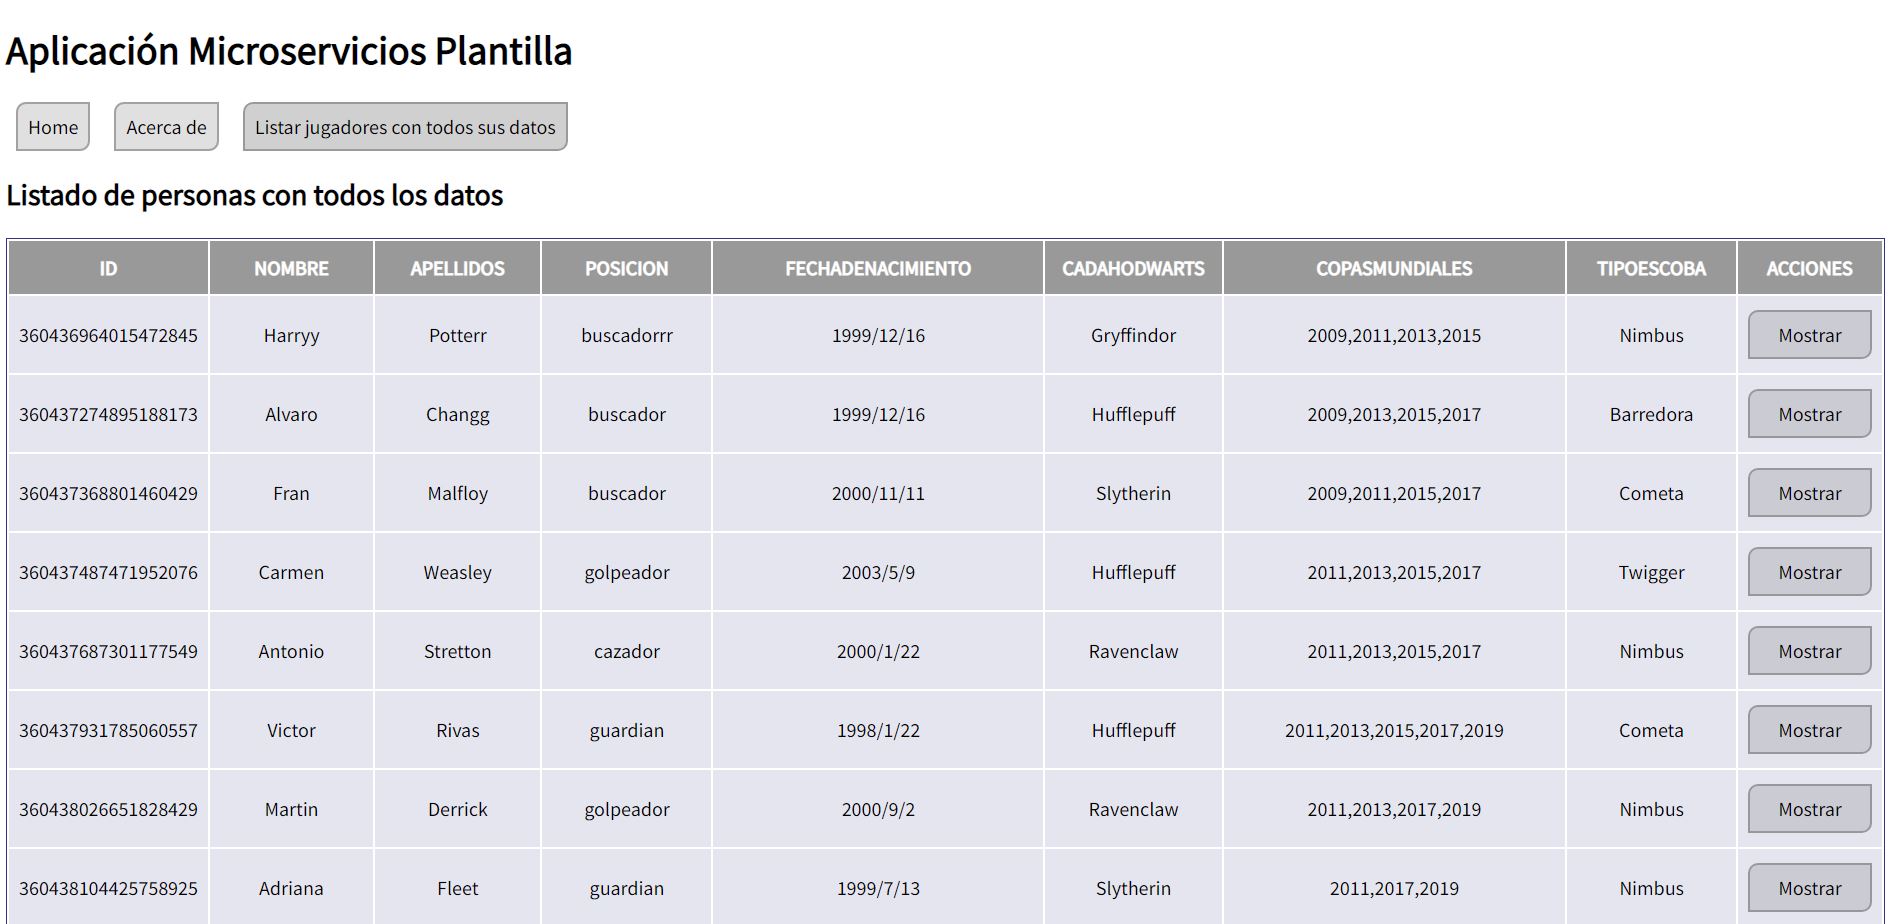 Aplicación Microservicios Plantilla
Home Acerca de Listar jugadores con todos sus datos
Listado de personas con todos los datos
ID NOMBRE APELLIDOS POSICION FECHADENACIMIENTO CADAHODWARTS COPASMUNDIALES TIPOESCOBA ACCIONES
360436964015472845 Harryy Potterr buscadorrr 1999/12/16 Gryffindor 2009,2011,2013,2015 Nimbus Mostrar
360437274895188173 Alvaro Changg buscador 1999/12/16 Hufflepuff 2009,2013,2015,2017 Barredora Mostrar
360437368801460429 Fran Malfloy buscador 2000/11/11 Slytherin 2009,2011,2015,2017 Cometa Mostrar
360437487471952076 Carmen Weasley golpeador 2003/5/9 Hufflepuff 2011,2013,2015,2017 Twigger Mostrar
360437687301177549 Antonio Stretton cazador 2000/1/22 Ravenclaw 2011,2013,2015,2017 Nimbus Mostrar
360437931785060557 Victor Rivas guardian 1998/1/22 Hufflepuff 2011,2013,2015,2017,2019 Cometa Mostrar
360438026651828429 Martin Derrick golpeador 2000/9/2 Ravenclaw 2011,2013,2017,2019 Nimbus Mostrar
360438104425758925 Adriana Fleet guardian 1999/7/13 Slytherin 2011,2017,2019 Nimbus Mostrar